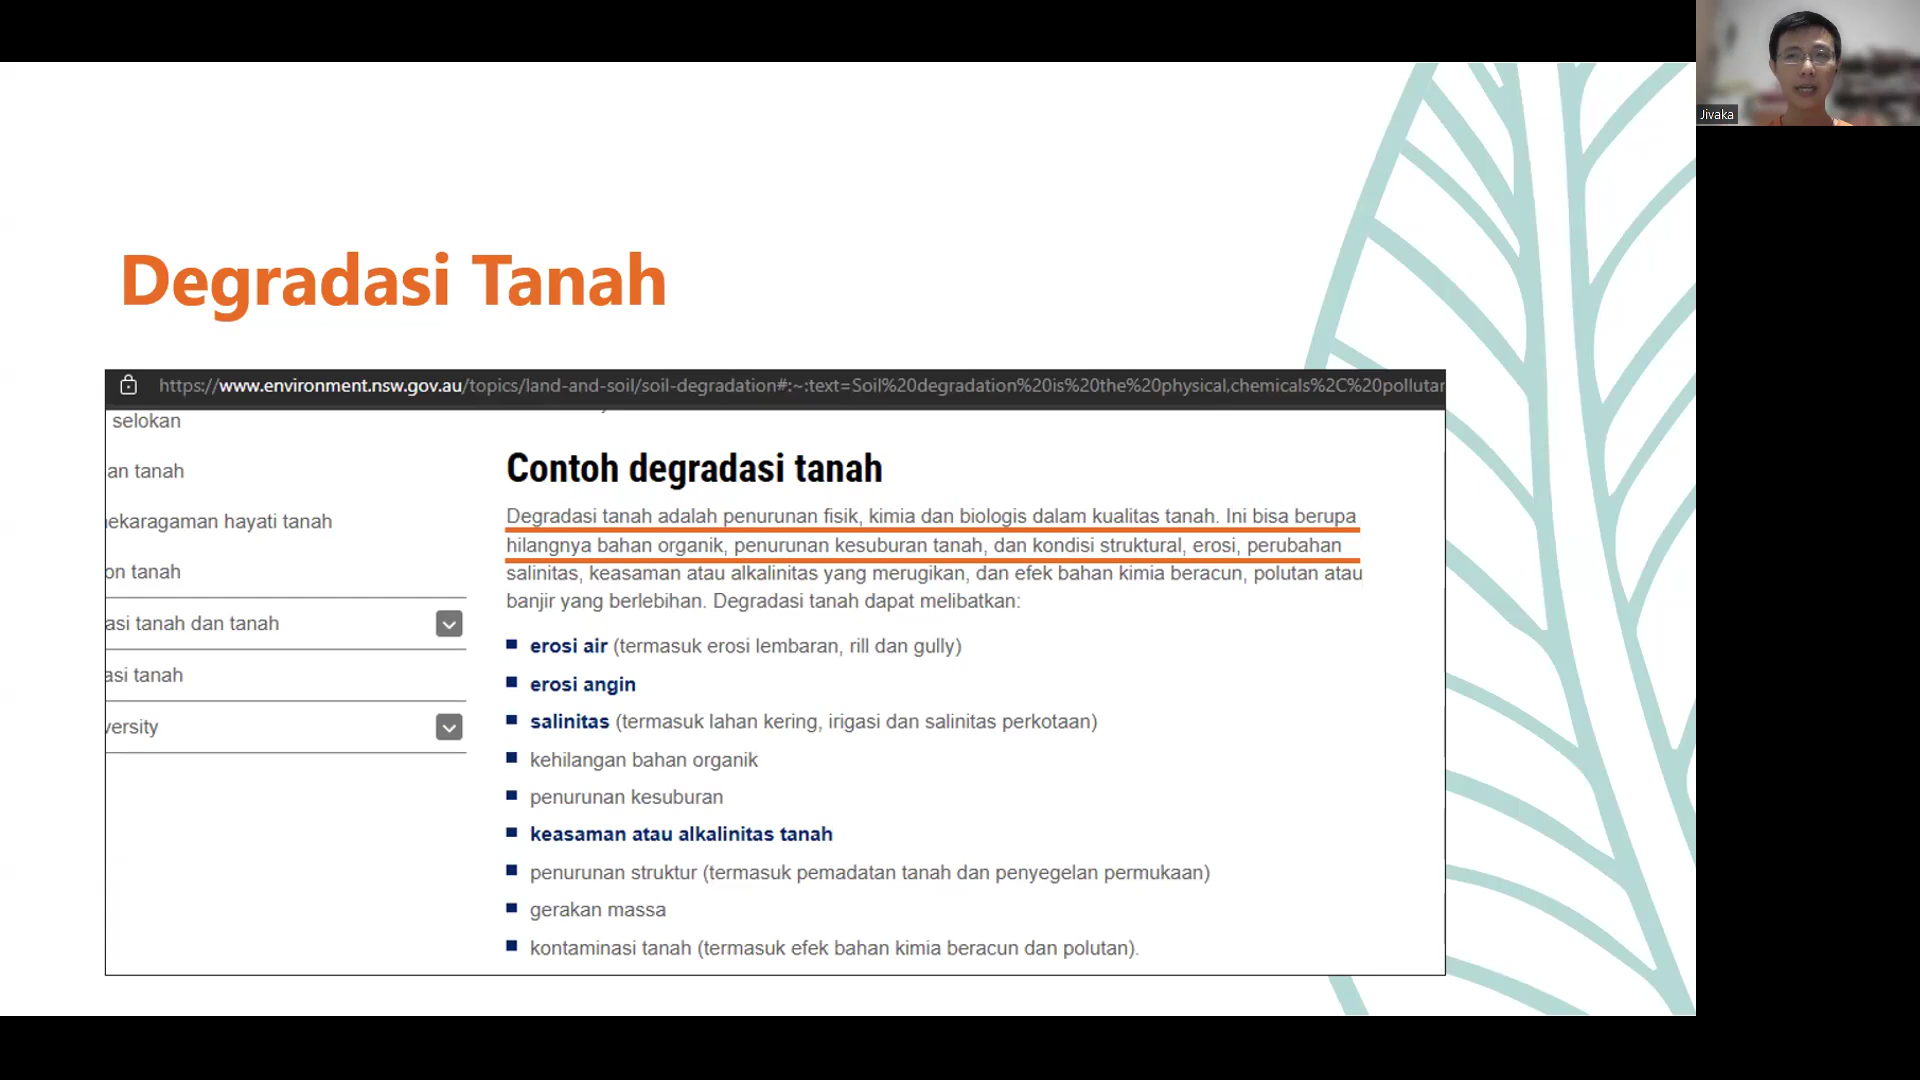 Jivaka
Degradasi Tanah
https://www.environment.nsw.gov.au/topics/land-and-soil/soil-degradation#:~:text=Soil%20degradation%20is%20the%20physical,chemicals%2C%20pollutar
selokan
an tanah
nekaragaman hayati tanah
on tanah
asi tanah dan tanah
asi tanah
versity
Contoh degradasi tanah
Degradasi tanah adalah penurunan fisik, kimia dan biologis dalam kualitas tanah. Ini bisa berupa
hilangnya bahan organik, penurunan kesuburan tanah, dan kondisi struktural, erosi, perubahan
salinitas, keasaman atau alkalinitas yang merugikan, dan efek bahan kimia beracun, polutan atau
banjir yang berlebihan. Degradasi tanah dapat melibatkan:
erosi air (termasuk erosi lembaran, rill dan gully)
erosi angin
salinitas (termasuk lahan kering, irigasi dan salinitas perkotaan)
kehilangan bahan organik
penurunan kesuburan
keasaman atau alkalinitas tanah
penurunan struktur (termasuk pemadatan tanah dan penyegelan permukaan)
gerakan massa
kontaminasi tanah (termasuk efek bahan kimia beracun dan polutan).